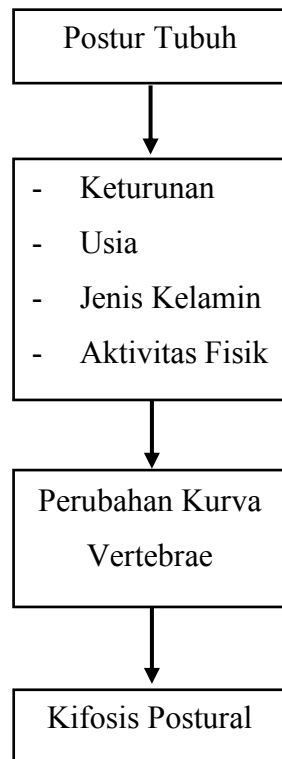 Postur Tubuh
- Keturunan
- Usia
- Jenis Kelamin
- Aktivitas Fisik
Perubahan Kurva
Vertebrae
Kifosis Postural